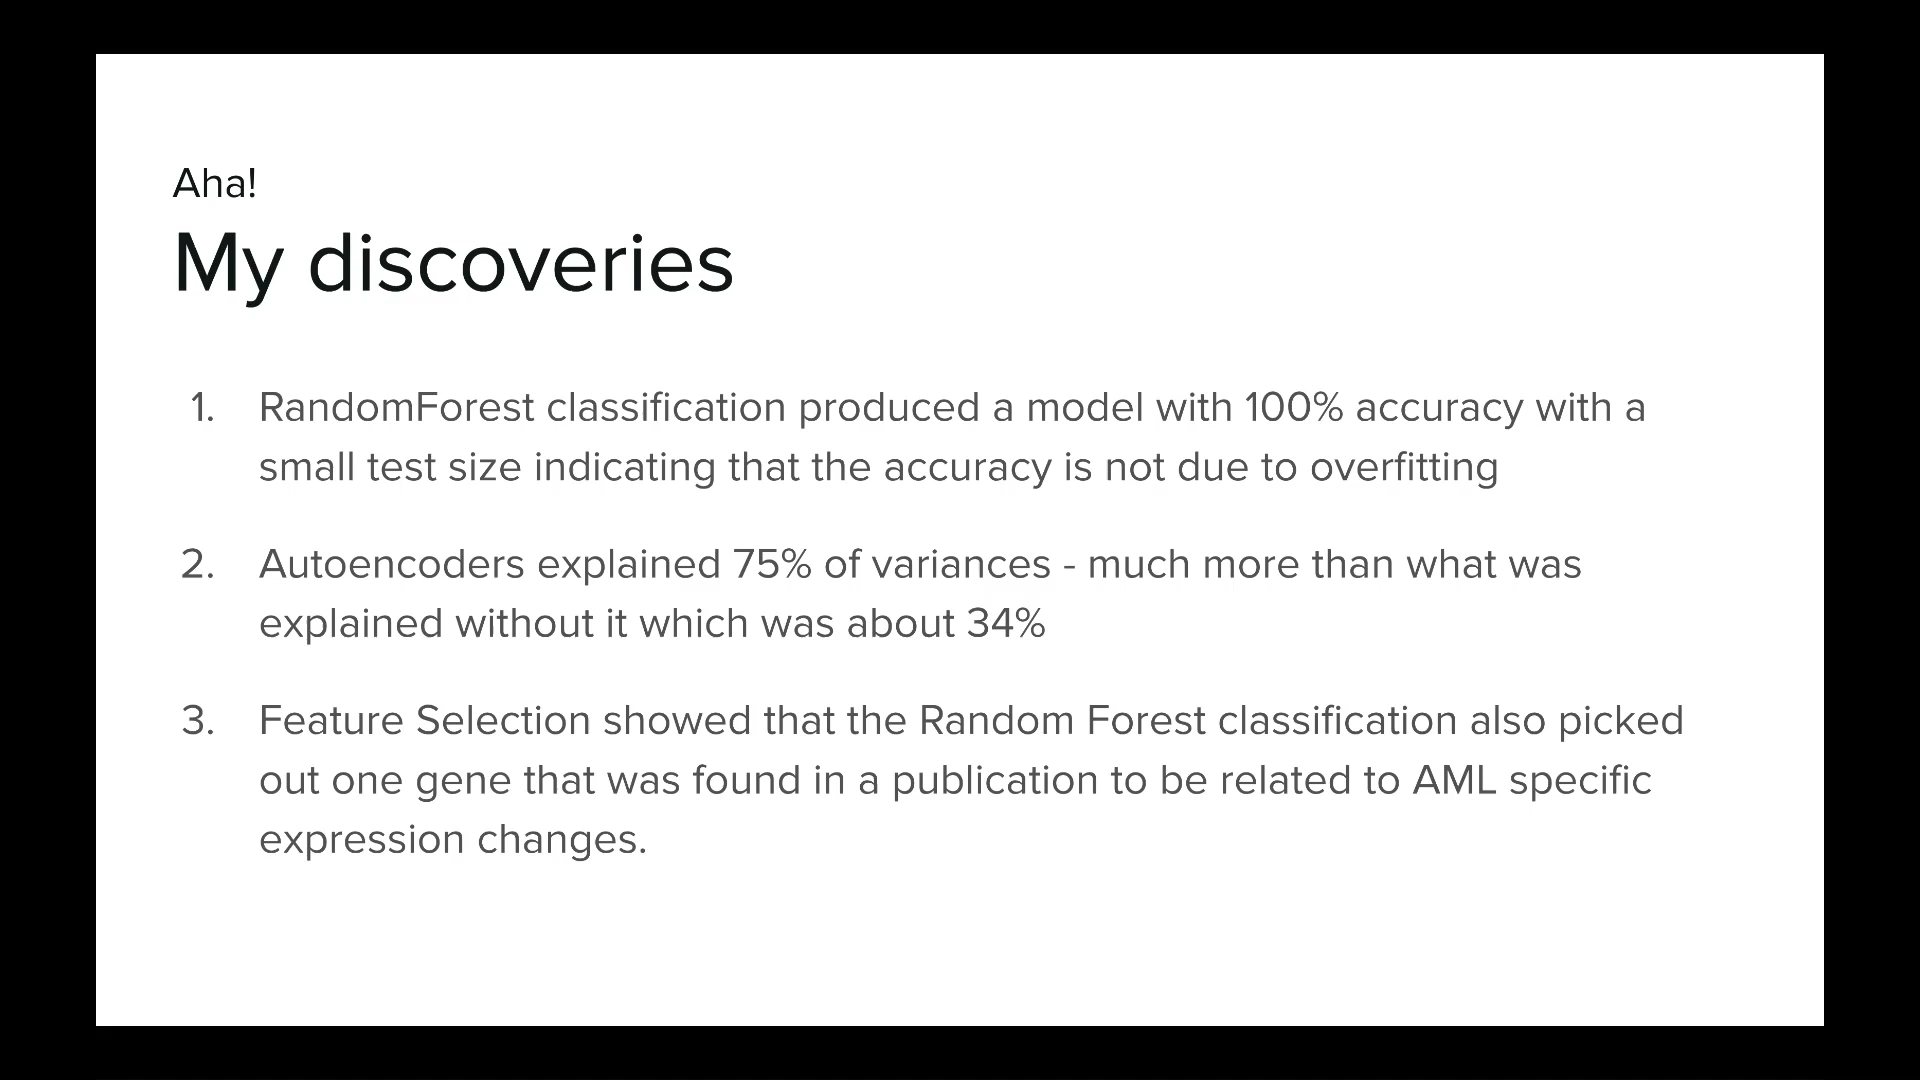 Aha!
My discoveries
1. RandomForest classification produced a model with 100% accuracy with a
small test size indicating that the accuracy is not due to overfitting
2. Autoencoders explained 75% of variances - much more than what was
explained without it which was about 34%
3. Feature Selection showed that the Random Forest classification also picked
out one gene that was found in a publication to be related to AML specific
expression changes.